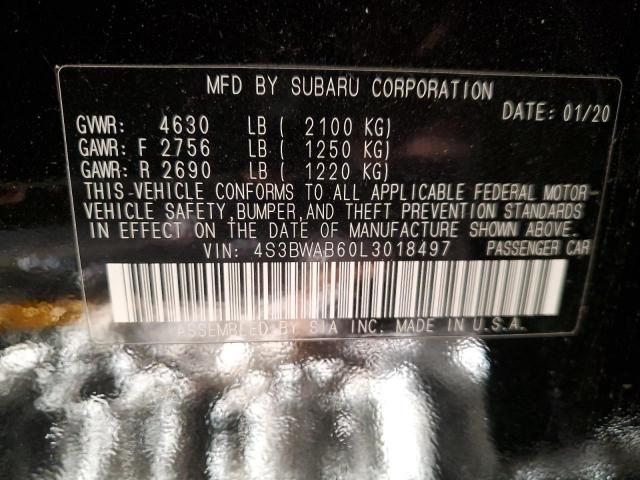 MFD BY SUBARU CORPORATION
DATE: 01/20
GVWR: 4630 LB ( 2100 KG)
GAWR: F 2756 LB ( 1250 KG)
GAWR: R 2690 LB ( 1220 KG)
THIS VEHICLE CONFORMS TO ALL APPLICABLE FEDERAL MOTOR-
VEHICLE SAFETY, BUMPER, AND THEFT PREVENTION STANDARDS
IN EFFECT ON THE DATE OF MANUFACTURE SHOWN ABOVE.
VIN: 4S3BWAB60L3018497 PASSENGER CAR
ASSEMBLED BY SIA INC. MADE IN U.S.A.